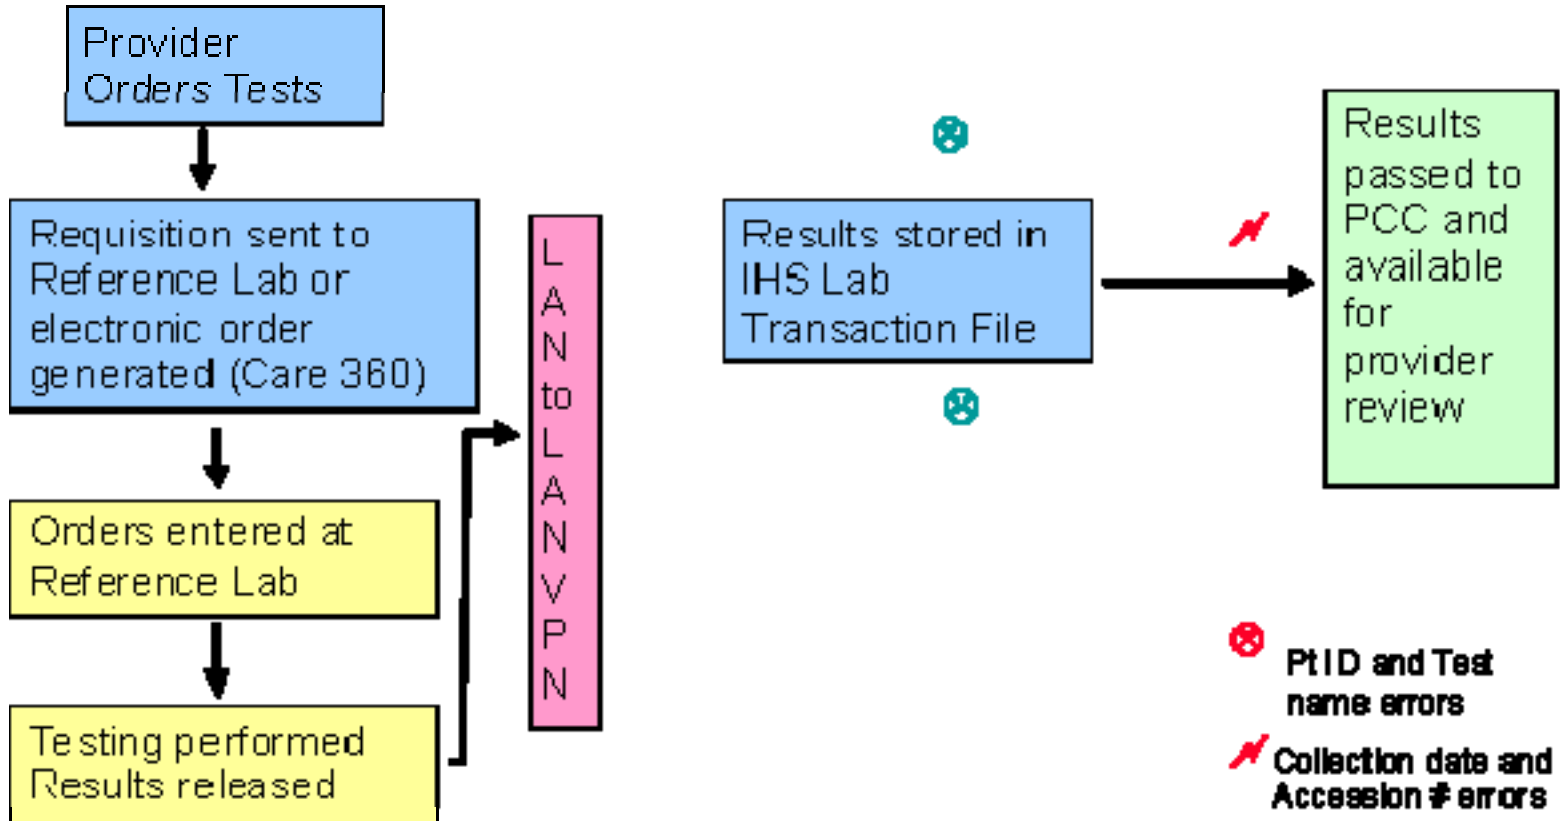 Provider
Orders Tests
Requisition sent to
Reference Lab or
electronic order
generated (Care 360)
Orders entered at
Reference Lab
Testing performed
Results released
L
A
N
to
L
A
N
V
P
N
Results stored in
IHS Lab
Transaction File
Results
passed to
PCC and
available
for
provider
review
Pt ID and Test
name errors
Collection date and
Accession # errors